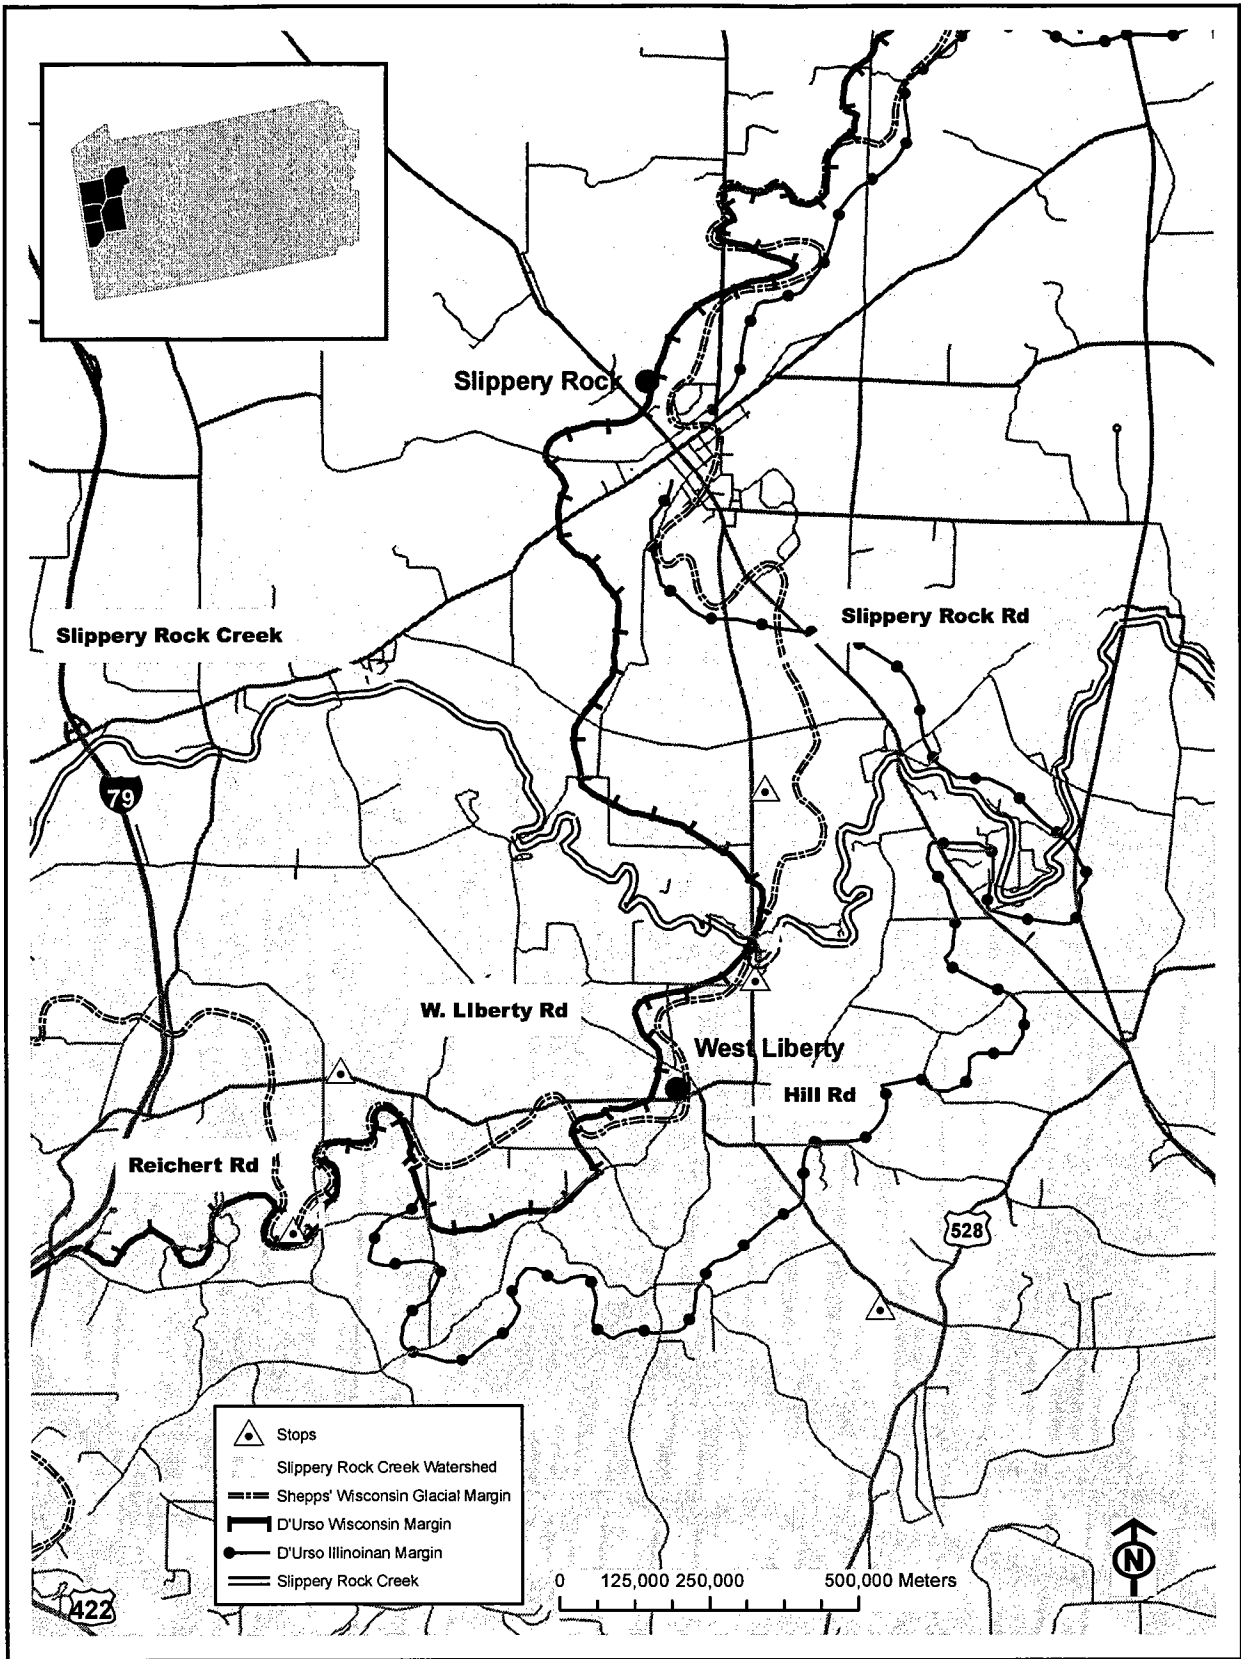 Slippery Rock
Slippery Rock Creek
Slippery Rock Rd
79
W. LIberty Rd
West Liberty
Hill Rd
Reichert Rd
528
Stops
Slippery Rock Creek Watershed
Shepps' Wisconsin Glacial Margin
D'Urso Wisconsin Margin
D'Urso Illinoinan Margin
Slippery Rock Creek
0 125,000 250,000 500,000 Meters
N
422